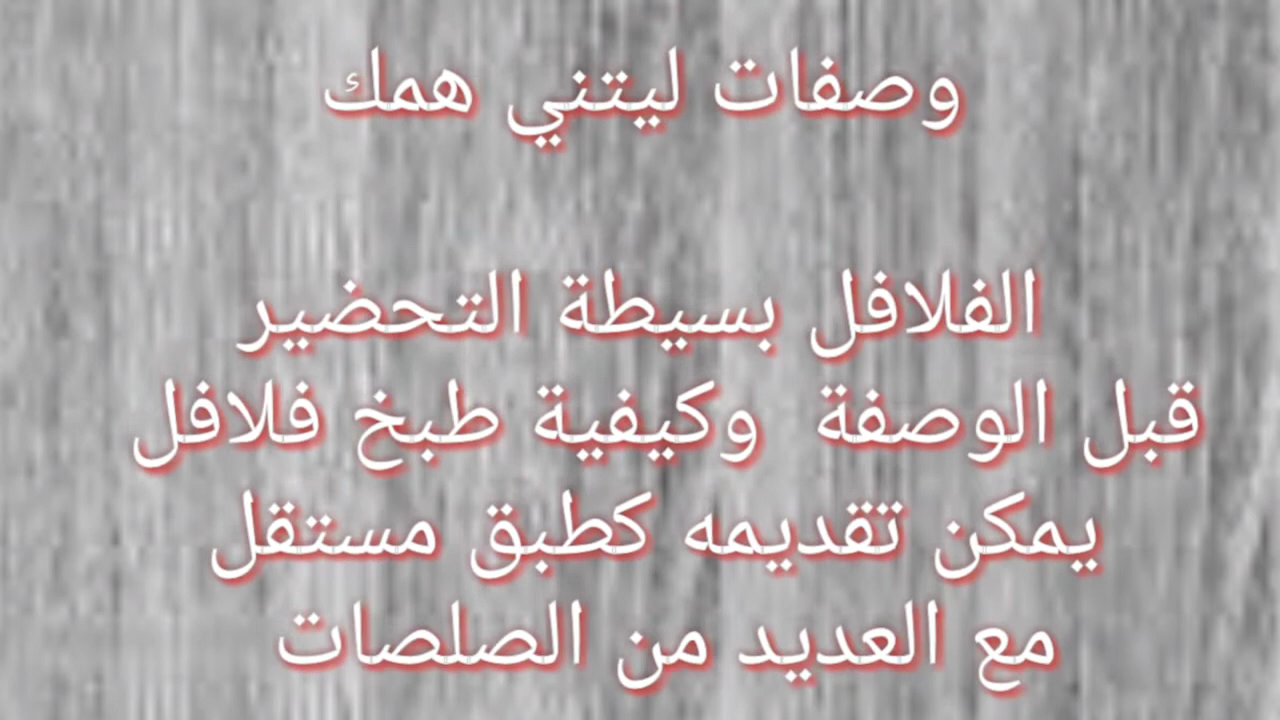 وصفات ليتني همك
الفلافل بسيطة التحضير
قبل الوصفة وكيفية طبخ فلافل
يمكن تقديمه كطبق مستقل
مع العديد من الصلصات